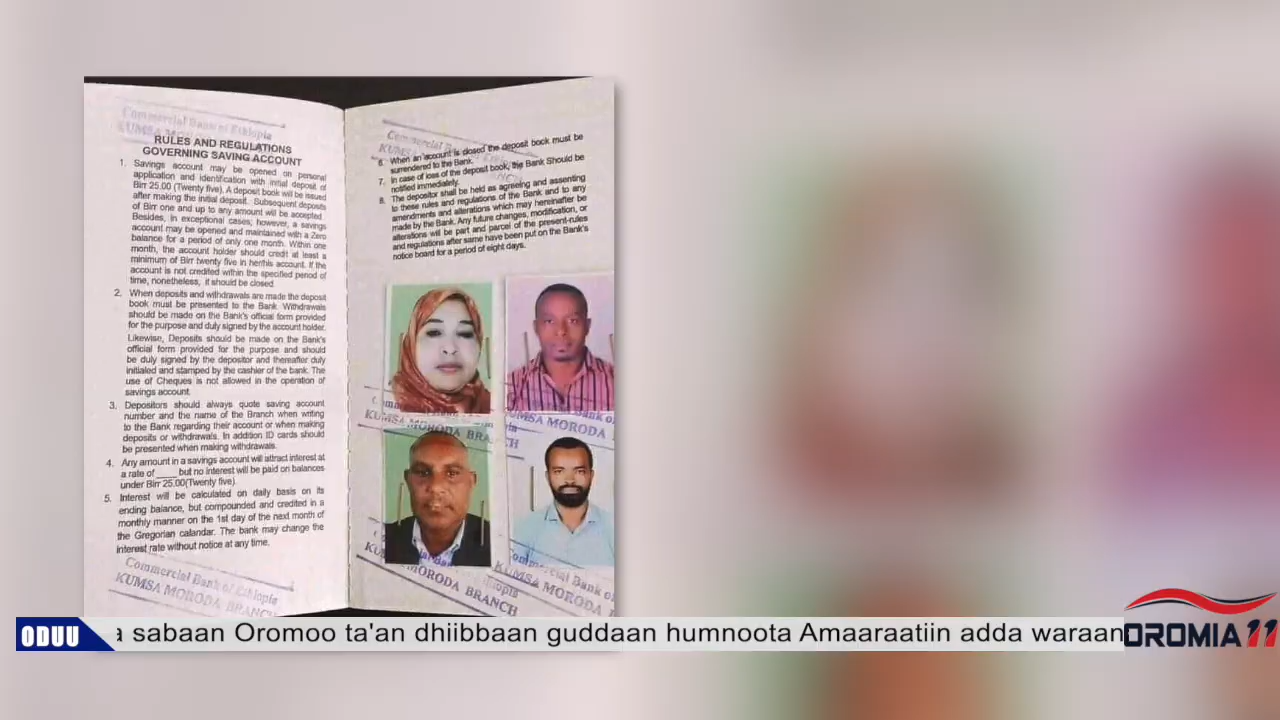 Commercial Bank of Ethiopia
KUMSA MORODA
RULES AND REGULATIONS
GOVERNING SAVING ACCOUNT
1. Savings account may be opened on personal
application and identification with initial deposit of
Birr 25.00 (Twenty five). A deposit book will be issued
after making the initial deposit. Subsequent deposits
of Birr one and up to any amount will be accepted.
Besides, in exceptional cases; however, a savings
account may be opened and maintained with a Zero
balance for a period of only one month. Within one
month, the account holder should credit at least a
minimum of Birr twenty five in her/his account. If the
account is not credited within the specified period of
time, nonetheless, it should be closed.
2. When deposits and withdrawals are made the deposit
book must be presented to the Bank. Withdrawals
should be made on the Bank's official form provided
for the purpose and duly signed by the account holder.
Likewise, Deposits should be made on the Bank's
official form provided for the purpose and should
be duly signed by the depositor and thereafter duly
initialed and stamped by the cashier of the bank. The
use of Cheques is not allowed in the operation of
savings account.
3. Depositors should always quote saving account
number and the name of the Branch when writing
to the Bank regarding their account or when making
deposits or withdrawals. In addition ID cards should
be presented when making withdrawals.
4. Any amount in a savings account will attract interest at
a rate of ____ but no interest will be paid on balances
under Birr 25.00(Twenty five).
5. Interest will be calculated on daily basis on its
ending balance, but compounded and credited in a
monthly manner on the 1st day of the next month of
the Gregorian calandar. The bank may change the
interest rate without notice at any time.
Commercial Bank of Ethiopia
KUMSA MORODA BRANCH
Commercial Bank
KUMSA MORODA
6. When an account is closed the deposit book must be
surrendered to the Bank.
7. In case of loss of the deposit book, the Bank Should be
notified immediately.
8. The depositor shall be held as agreeing and assenting
to these rules and regulations of the Bank and to any
amendments and alterations which may hereinafter be
made by the Bank. Any future changes, modification, or
alterations will be part and parcel of the present-rules
and regulations after same have been put on the Bank's
notice board for a period of eight days.
KUMSA MORODA BRANCH
Bank of
KUMSA MORODA
MORODA BRANCH
Commercial Bank
KUMSA MORODA BRAN
ODUU
a sabaan Oromoo ta'an dhiibbaan guddaan humnoota Amaaraatiin adda waraan
OROMIA 11